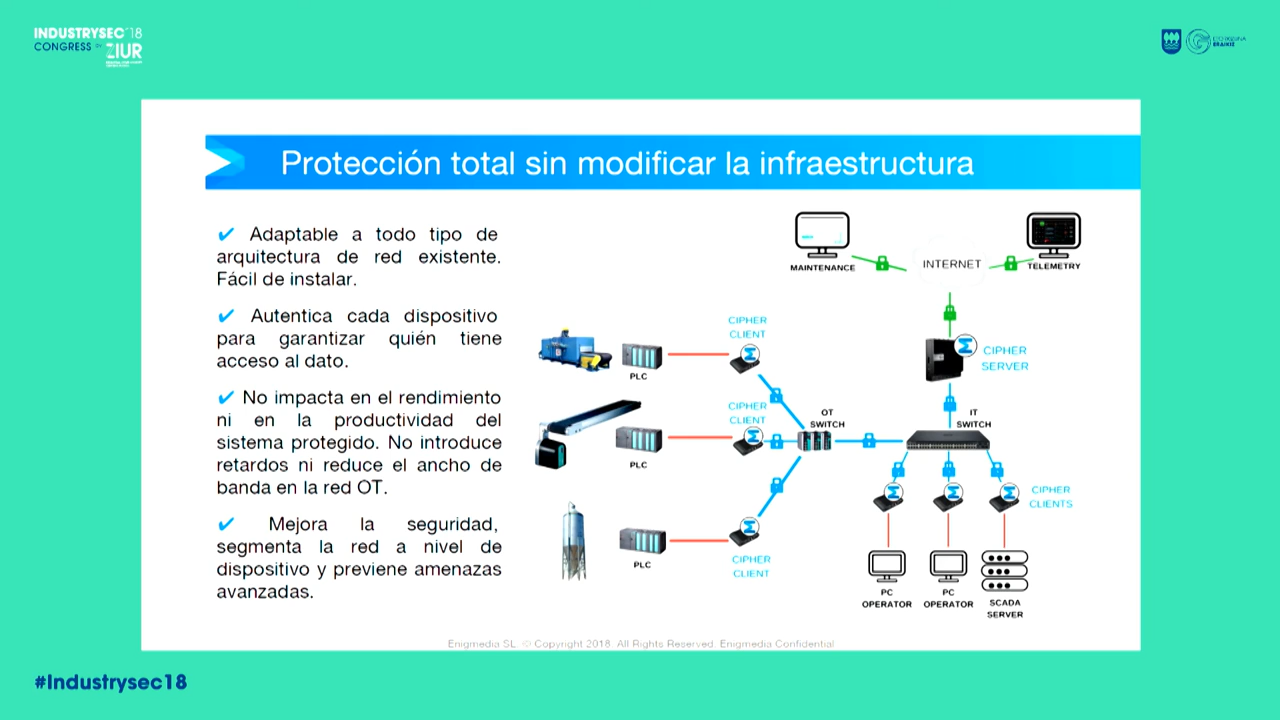 INDUSTRYSEC´18
CONGRESS BY ZIUR
Protección total sin modificar la infraestructura
✔ Adaptable a todo tipo de
arquitectura de red existente.
Fácil de instalar.
✔ Autentica cada dispositivo
para garantizar quién tiene
acceso al dato.
✔ No impacta en el rendimiento
ni en la productividad del
sistema protegido. No introduce
retardos ni reduce el ancho de
banda en la red OT.
✔ Mejora la seguridad,
segmenta la red a nivel de
dispositivo y previene amenazas
avanzadas.
MAINTENANCE
INTERNET
TELEMETRY
CIPHER
CLIENT
PLC
CIPHER
SERVER
CIPHER
CLIENT
PLC
OT
SWITCH
IT
SWITCH
CIPHER
CLIENTS
PLC
CIPHER
CLIENT
PC
OPERATOR
PC
OPERATOR
SCADA
SERVER
Enigmedia SL. © Copyright 2018. All Rights Reserved. Enigmedia Confidential
#Industrysec18